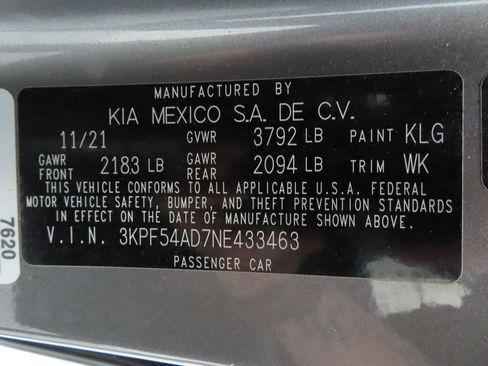 MANUFACTURED BY
KIA MEXICO S.A. DE C.V.
11/21 GVWR 3792 LB PAINT KLG
GAWR FRONT 2183 LB GAWR REAR 2094 LB TRIM WK
THIS VEHICLE CONFORMS TO ALL APPLICABLE U.S.A. FEDERAL
MOTOR VEHICLE SAFETY, BUMPER, AND THEFT PREVENTION STANDARDS
IN EFFECT ON THE DATE OF MANUFACTURE SHOWN ABOVE.
V.I.N. 3KPF54AD7NE433463
PASSENGER CAR
7620